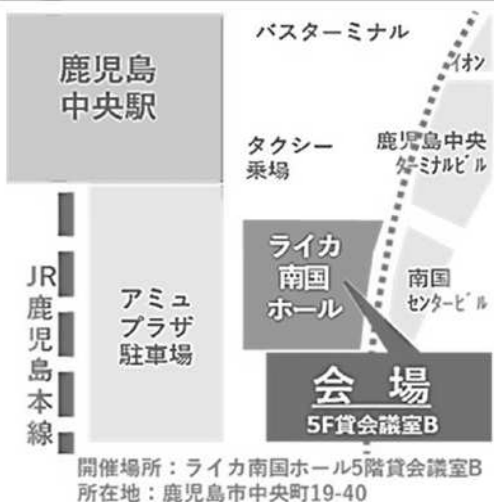 バスターミナル
鹿児島
中央駅
イオン
タクシー
乗場
鹿児島中央
ターミナルビル
ライカ
南国
ホール
南国
センタービル
JR鹿児島本線
アミュ
プラザ
駐車場
会場
5F貸会議室B
開催場所：ライカ南国ホール5階貸会議室B
所在地：鹿児島市中央町19-40